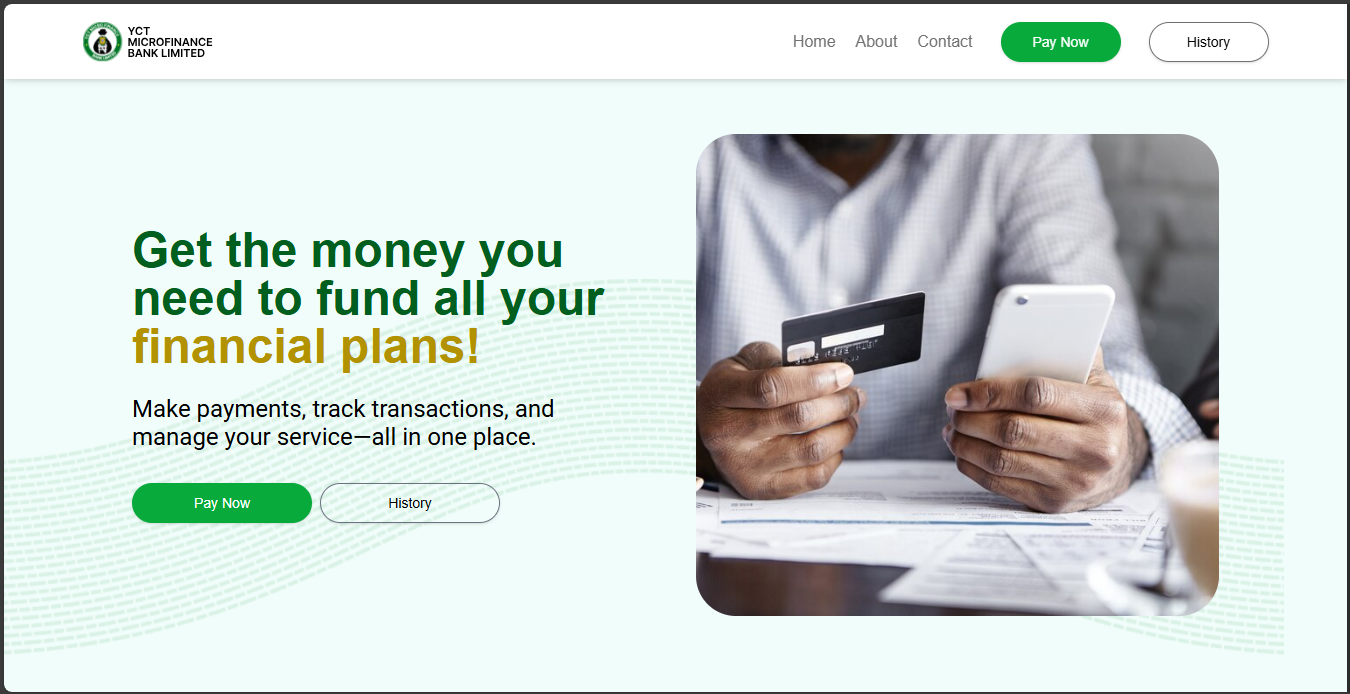 YCT
MICROFINANCE
BANK LIMITED
Home
About
Contact
Pay Now
History
Get the money you
need to fund all your
financial plans!
Make payments, track transactions, and
manage your service—all in one place.
Pay Now
History